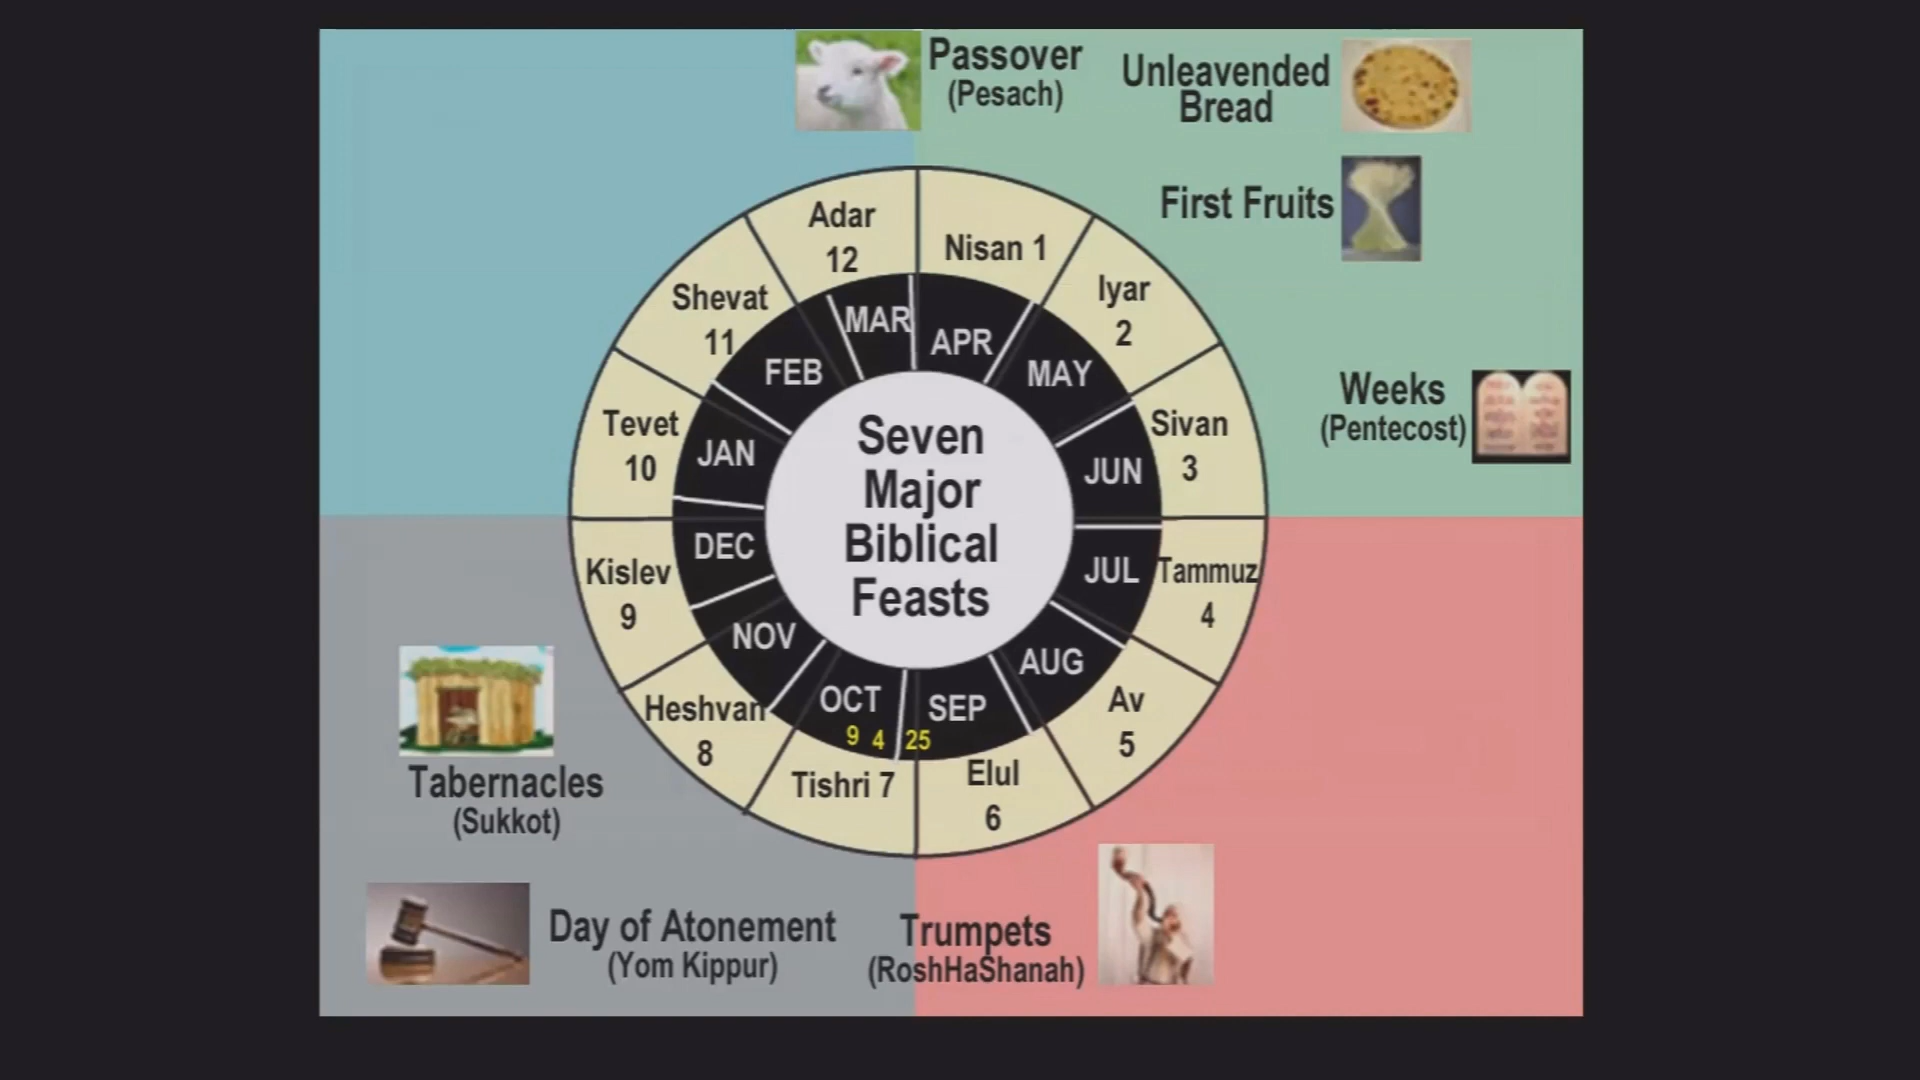 Passover
(Pesach)
Unleavended
Bread
First Fruits
Weeks
(Pentecost)
Adar
12
Nisan 1
Iyar
2
Sivan
3
Tammuz
4
Av
5
Elul
6
Tishri 7
Heshvan
8
Kislev
9
Tevet
10
Shevat
11
MAR
APR
MAY
JUN
JUL
AUG
SEP
25
OCT
9 4
NOV
DEC
JAN
FEB
Seven
Major
Biblical
Feasts
Tabernacles
(Sukkot)
Day of Atonement
(Yom Kippur)
Trumpets
(RoshHaShanah)